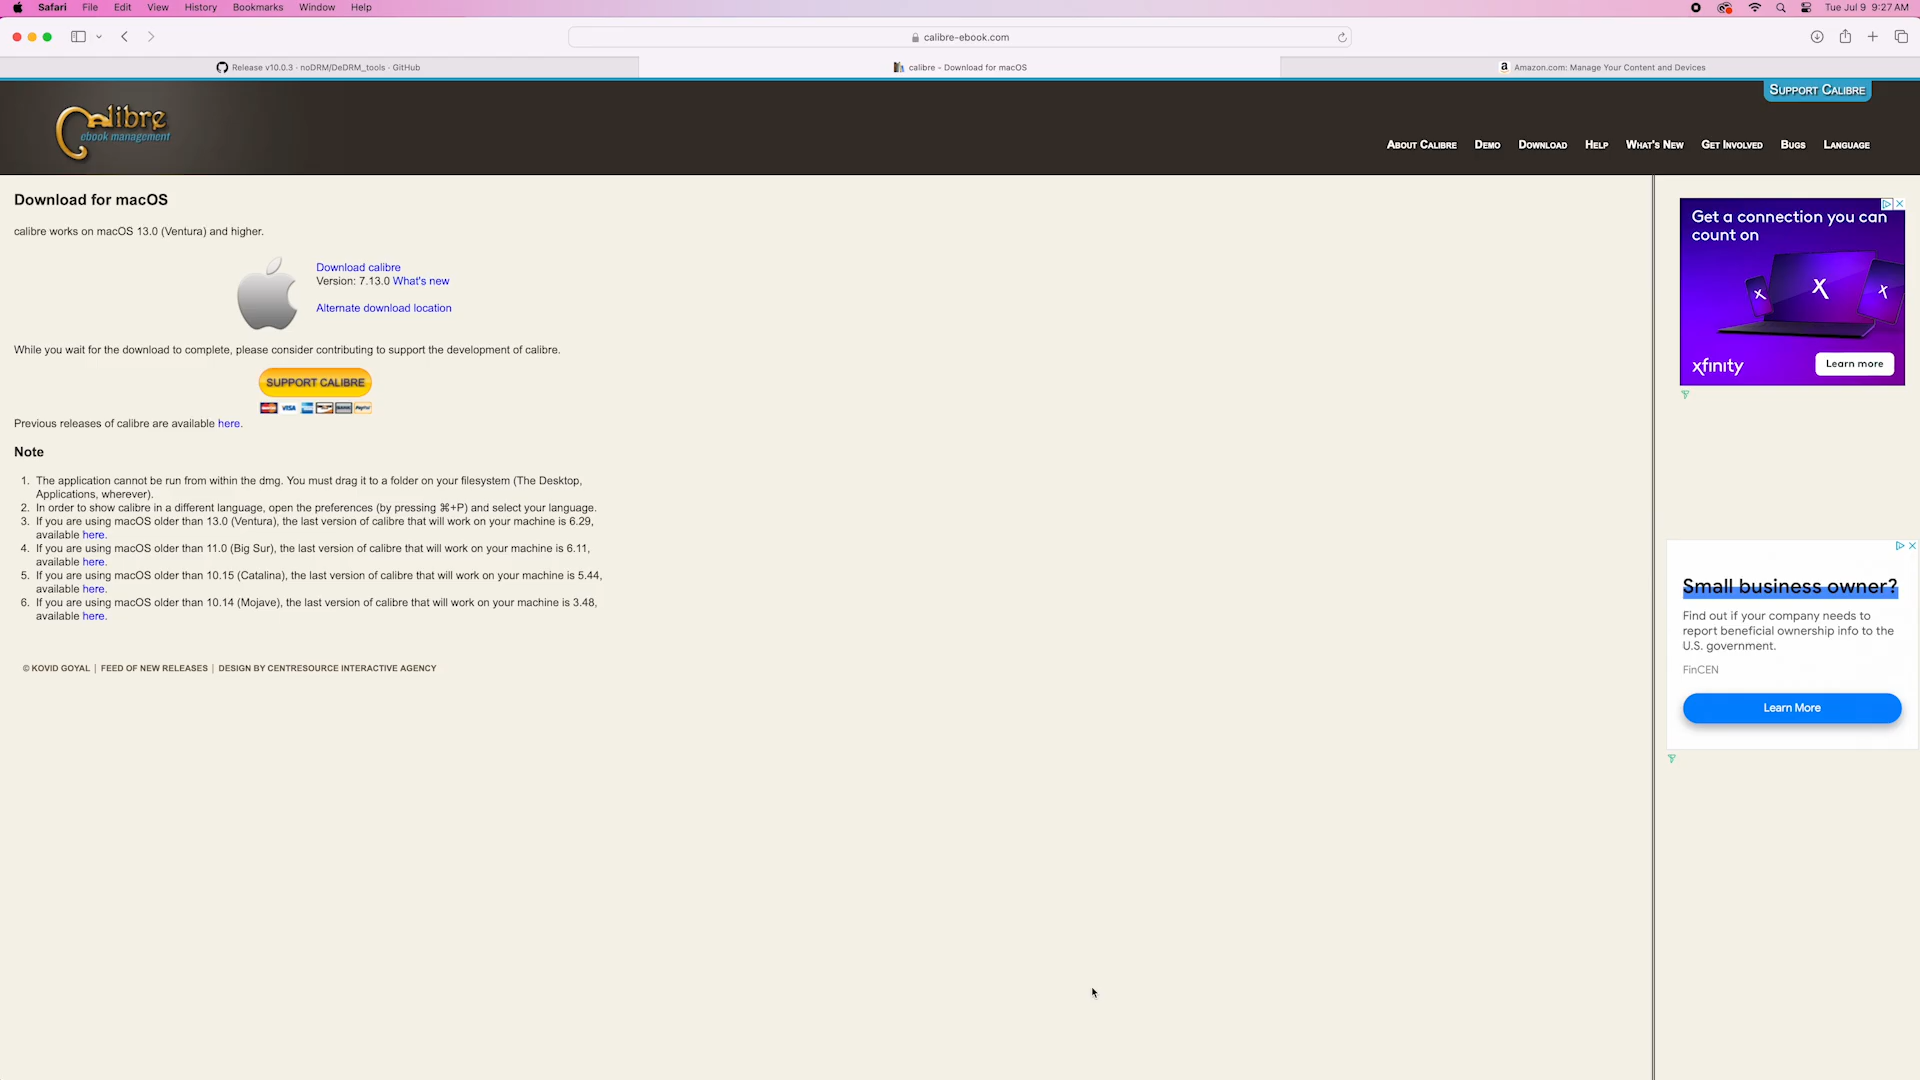 Safari File Edit View History Bookmarks Window Help
Tue Jul 9 9:27 AM
calibre-ebook.com
Release v10.0.3 · noDRM/DeDRM_tools · GitHub
calibre - Download for macOS
Amazon.com: Manage Your Content and Devices
SUPPORT CALIBRE
Calibre
ebook management
ABOUT CALIBRE DEMO DOWNLOAD HELP WHAT'S NEW GET INVOLVED BUGS LANGUAGE
Download for macOS
calibre works on macOS 13.0 (Ventura) and higher.
Download calibre
Version: 7.13.0 What's new
Alternate download location
While you wait for the download to complete, please consider contributing to support the development of calibre.
SUPPORT CALIBRE
VISA
Previous releases of calibre are available here.
Note
1. The application cannot be run from within the dmg. You must drag it to a folder on your filesystem (The Desktop,
Applications, wherever).
2. In order to show calibre in a different language, open the preferences (by pressing ⌘+P) and select your language.
3. If you are using macOS older than 13.0 (Ventura), the last version of calibre that will work on your machine is 6.29,
available here.
4. If you are using macOS older than 11.0 (Big Sur), the last version of calibre that will work on your machine is 6.11,
available here.
5. If you are using macOS older than 10.15 (Catalina), the last version of calibre that will work on your machine is 5.44,
available here.
6. If you are using macOS older than 10.14 (Mojave), the last version of calibre that will work on your machine is 3.48,
available here.
© KOVID GOYAL | FEED OF NEW RELEASES | DESIGN BY CENTRESOURCE INTERACTIVE AGENCY
Get a connection you can
count on
X
xfinity
Learn more
Small business owner?
Find out if your company needs to
report beneficial ownership info to the
U.S. government.
FinCEN
Learn More